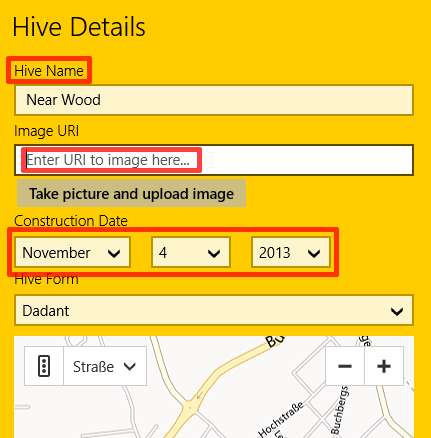 Hive Details
Hive Name
Near Wood
Image URI
Enter URI to image here...
Take picture and upload image
Construction Date
November 4 2013
Hive Form
Dadant
Straße
Hochstraße
Buchbergs